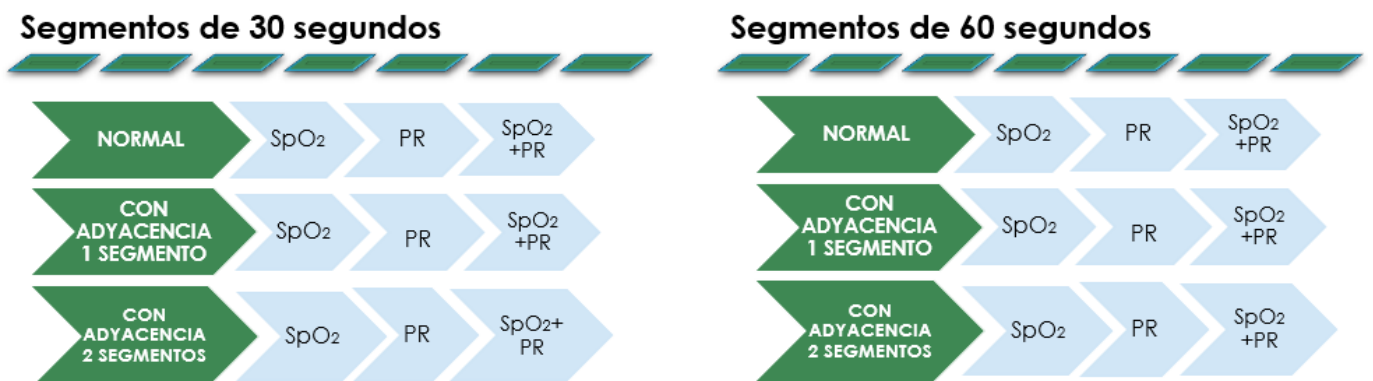 Segmentos de 30 segundos
NORMAL
SpO₂
PR
SpO₂
+PR
CON
ADYACENCIA
1 SEGMENTO
SpO₂
PR
SpO₂
+PR
CON
ADYACENCIA
2 SEGMENTOS
SpO₂
PR
SpO₂+
PR
Segmentos de 60 segundos
NORMAL
SpO₂
PR
SpO₂
+PR
CON
ADYACENCIA
1 SEGMENTO
SpO₂
PR
SpO₂
+PR
CON
ADYACENCIA
2 SEGMENTOS
SpO₂
PR
SpO₂
+PR